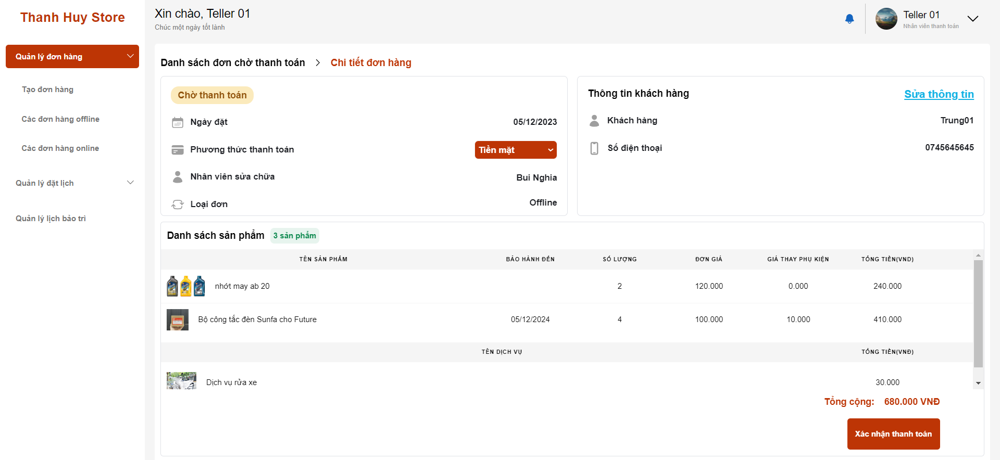 Thanh Huy Store
Xin chào, Teller 01
Chúc một ngày tốt lành
Teller 01
Nhân viên thanh toán
Quản lý đơn hàng
Tạo đơn hàng
Các đơn hàng offline
Các đơn hàng online
Quản lý đặt lịch
Quản lý lịch bảo trì
Danh sách đơn chờ thanh toán > Chi tiết đơn hàng
Chờ thanh toán
Ngày đặt 05/12/2023
Phương thức thanh toán Tiền mặt
Nhân viên sửa chữa Bui Nghia
Loại đơn Offline
Thông tin khách hàng Sửa thông tin
Khách hàng Trung01
Số điện thoại 0745645645
Danh sách sản phẩm 3 sản phẩm
TÊN SẢN PHẨM BẢO HÀNH ĐẾN SỐ LƯỢNG ĐƠN GIÁ GIÁ THAY PHỤ KIỆN TỔNG TIỀN(VND)
nhớt may ab 20 2 120.000 0.000 240.000
Bộ công tắc đèn Sunfa cho Future 05/12/2024 4 100.000 10.000 410.000
TÊN DỊCH VỤ TỔNG TIỀN(VNĐ)
Dịch vụ rửa xe 30.000
Tổng cộng: 680.000 VNĐ
Xác nhận thanh toán